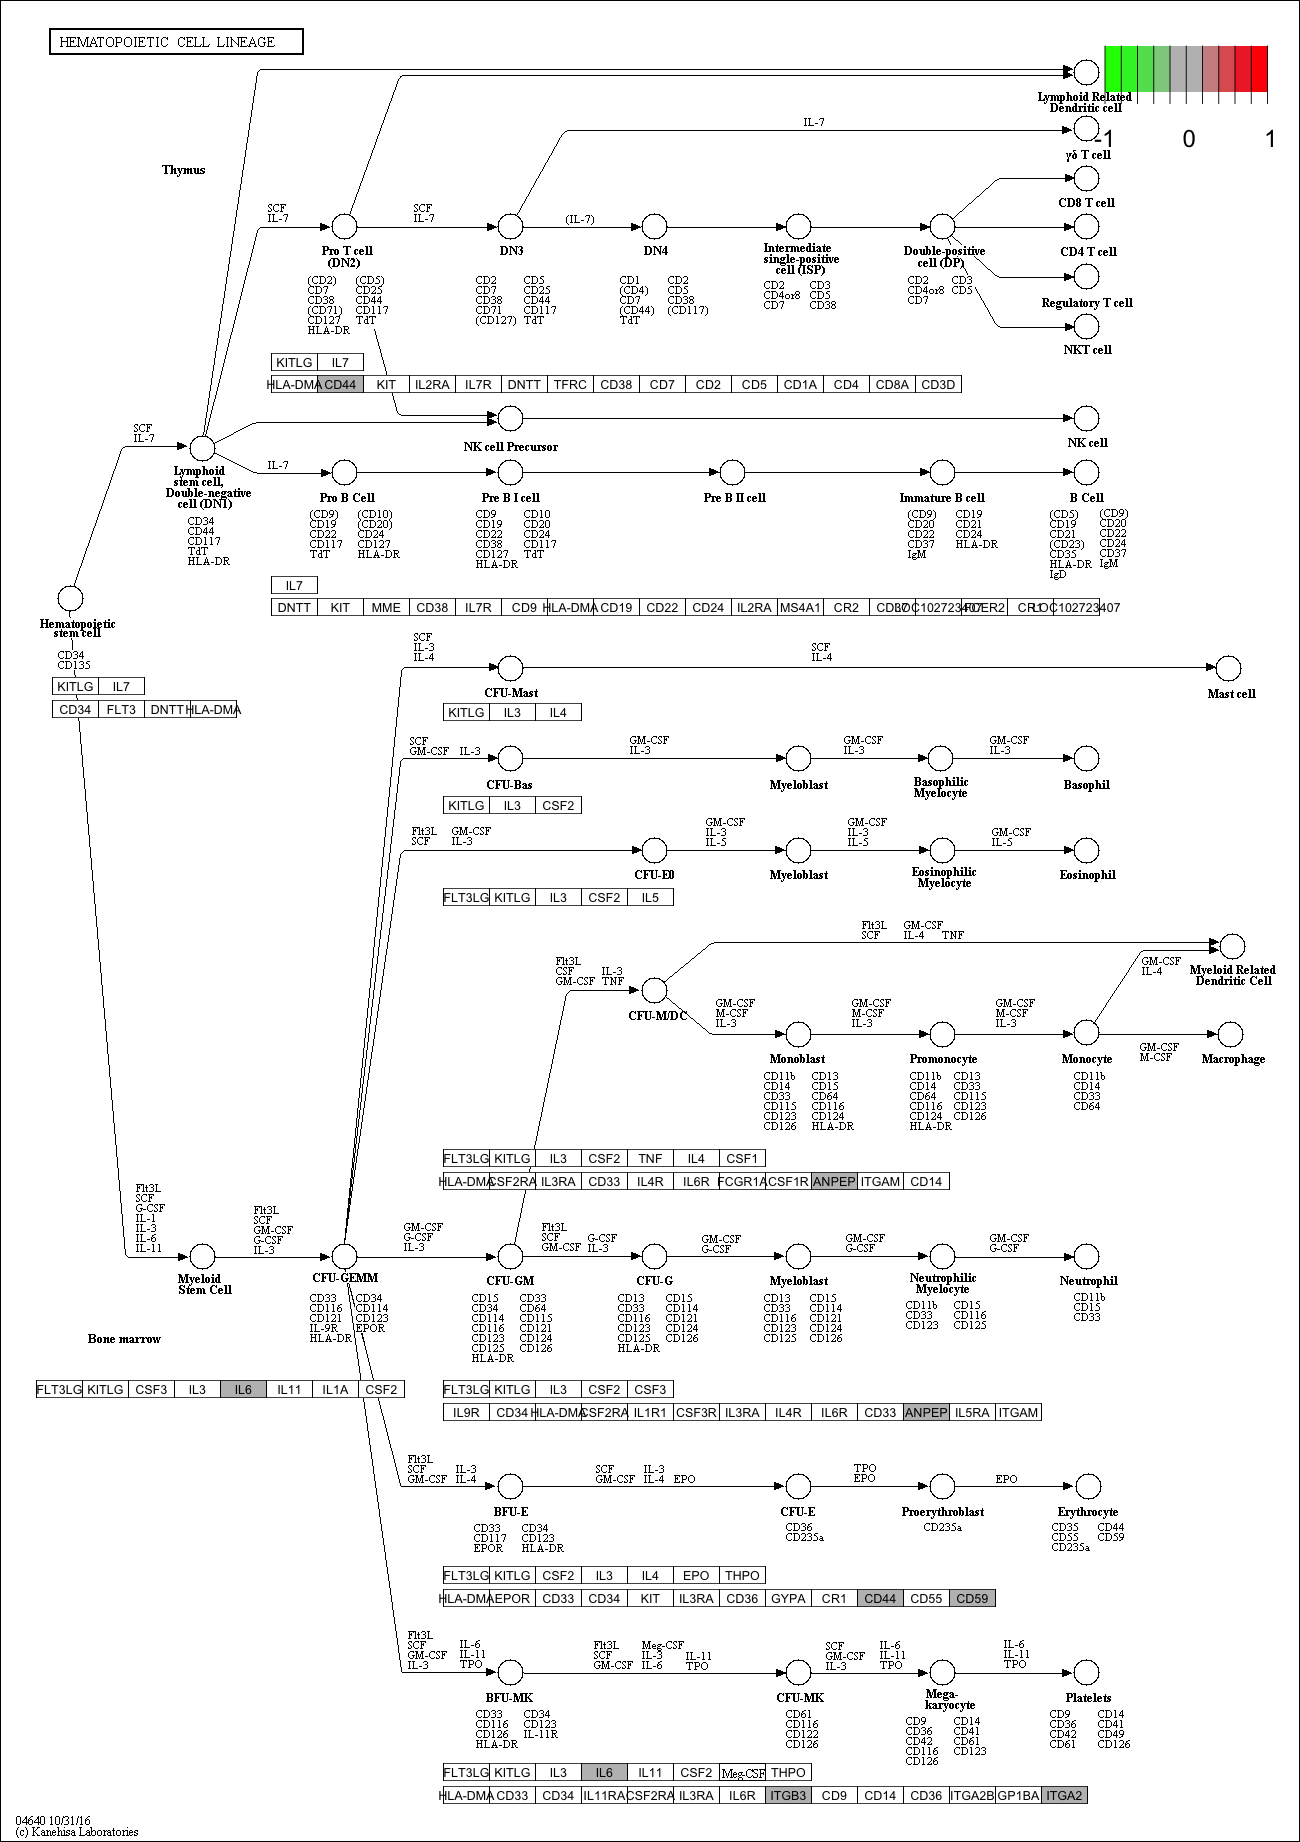 HEMATOPOIETIC CELL LINEAGE
-1 0 1
Lymphoid Related
Dendritic cell
IL-7
γδ T cell
Thymus
CD8 T cell
SCF
IL-7
SCF
IL-7
(IL-7)
Pro T cell
(DN2)
DN3
DN4
Intermediate
single-positive
cell (ISP)
Double-positive
cell (DP)
CD4 T cell
Regulatory T cell
NKT cell
(CD2) (CD5)
CD7 CD25
CD38 CD44
(CD71) CD117
CD127 TdT
HLA-DR
CD2 CD5
CD7 CD25
CD38 CD44
CD71 CD117
(CD127) TdT
CD1 CD2
(CD4) CD5
CD7 CD38
(CD44) (CD117)
TdT
CD2 CD3
CD4or8 CD5
CD7 CD38
CD2 CD3
CD4or8 CD5
CD7
KITLG IL7
HLA-DMA CD44 KIT IL2RA IL7R DNTT TFRC CD38 CD7 CD2 CD5 CD1A CD4 CD8A CD3D
NK cell Precursor
NK cell
SCF
IL-7
IL-7
Lymphoid
stem cell,
Double-negative
cell (DN1)
CD34
CD44
CD117
TdT
HLA-DR
Pro B Cell
Pre B I cell
Pre B II cell
Immature B cell
B Cell
(CD9) (CD10)
CD19 (CD20)
CD22 CD24
CD117 CD127
TdT HLA-DR
CD9 CD10
CD19 CD20
CD22 CD24
CD38 CD117
CD127 TdT
HLA-DR
(CD9) CD19
CD20 CD21
CD22 CD24
CD37 HLA-DR
IgM
(CD5) (CD9)
CD19 CD20
CD21 CD22
(CD23) CD24
CD35 CD37
HLA-DR IgM
IgD
IL7
DNTT KIT MME CD38 IL7R CD9 HLA-DMA CD19 CD22 CD24 IL2RA MS4A1 CR2 CD37 LOC102723407 FCER2 CR1 LOC102723407
Hematopoietic
stem cell
CD34
CD135
KITLG IL7
CD34 FLT3 DNTT HLA-DMA
SCF
IL-3
IL-4
SCF
IL-4
CFU-Mast
Mast cell
KITLG IL3 IL4
SCF
GM-CSF IL-3
GM-CSF
IL-3
GM-CSF
IL-3
GM-CSF
IL-3
CFU-Bas
Myeloblast
Basophilic
Myelocyte
Basophil
KITLG IL3 CSF2
Flt3L GM-CSF
SCF IL-3
GM-CSF
IL-3
IL-5
GM-CSF
IL-3
IL-5
GM-CSF
IL-5
CFU-E0
Myeloblast
Eosinophilic
Myelocyte
Eosinophil
FLT3LG KITLG IL3 CSF2 IL5
Flt3L GM-CSF
SCF IL-4 TNF
Flt3L
CSF IL-3
GM-CSF TNF
GM-CSF
IL-4
Myeloid Related
Dendritic Cell
CFU-M/DC
GM-CSF
M-CSF
IL-3
GM-CSF
M-CSF
IL-3
GM-CSF
M-CSF
IL-3
GM-CSF
M-CSF
Monoblast
Promonocyte
Monocyte
Macrophage
CD11b CD13
CD14 CD15
CD33 CD64
CD115 CD116
CD123 CD124
CD126 HLA-DR
CD11b CD13
CD14 CD33
CD64 CD115
CD116 CD123
CD124 CD126
HLA-DR
CD11b
CD14
CD33
CD64
FLT3LG KITLG IL3 CSF2 TNF IL4 CSF1
HLA-DMA CSF2RA IL3RA CD33 IL4R IL6R FCGR1A CSF1R ANPEP ITGAM CD14
Flt3L
SCF
G-CSF
IL-1
IL-3
IL-6
IL-11
Flt3L
SCF
GM-CSF
G-CSF
IL-3
GM-CSF
G-CSF
IL-3
Flt3L
SCF G-CSF
GM-CSF IL-3
GM-CSF
G-CSF
GM-CSF
G-CSF
GM-CSF
G-CSF
Myeloid
Stem Cell
CFU-GEMM
CFU-GM
CFU-G
Myeloblast
Neutrophilic
Myelocyte
Neutrophil
CD33 CD34
CD116 CD114
CD121 CD123
IL-9R EPOR
HLA-DR
CD15 CD33
CD34 CD64
CD114 CD115
CD116 CD121
CD123 CD124
CD125 CD126
HLA-DR
CD13 CD15
CD33 CD114
CD116 CD121
CD123 CD124
CD125 CD126
HLA-DR
CD13 CD15
CD33 CD114
CD116 CD121
CD123 CD124
CD125 CD126
CD11b CD15
CD33 CD116
CD123 CD125
CD11b
CD15
CD33
Bone marrow
FLT3LG KITLG CSF3 IL3 IL6 IL11 IL1A CSF2
FLT3LG KITLG IL3 CSF2 CSF3
IL9R CD34 HLA-DMA CSF2RA IL1R1 CSF3R IL3RA IL4R IL6R CD33 ANPEP IL5RA ITGAM
Flt3L
SCF IL-3
GM-CSF IL-4
SCF IL-3
GM-CSF IL-4 EPO
TPO
EPO
EPO
BFU-E
CFU-E
Proerythroblast
Erythrocyte
CD33 CD34
CD117 CD123
EPOR HLA-DR
CD36
CD235a
CD235a
CD35 CD44
CD55 CD59
CD235a
FLT3LG KITLG CSF2 IL3 IL4 EPO THPO
HLA-DMA EPOR CD33 CD34 KIT IL3RA CD36 GYPA CR1 CD44 CD55 CD59
Flt3L
SCF IL-6
GM-CSF IL-11
IL-3 TPO
Flt3L Meg-CSF
SCF IL-3 IL-11
GM-CSF IL-6 TPO
SCF IL-6
GM-CSF IL-11
IL-3 TPO
IL-6
IL-11
TPO
BFU-MK
CFU-MK
Mega-
karyocyte
Platelets
CD33 CD34
CD116 CD123
CD126 IL-11R
HLA-DR
CD61
CD116
CD122
CD126
CD9 CD14
CD36 CD41
CD42 CD61
CD116 CD123
CD126
CD9 CD14
CD36 CD41
CD42 CD49
CD61 CD126
FLT3LG KITLG IL3 IL6 IL11 CSF2 Meg-CSF THPO
HLA-DMA CD33 CD34 IL11RA CSF2RA IL3RA IL6R ITGB3 CD9 CD14 CD36 ITGA2B GP1BA ITGA2
04640 10/31/16
(c) Kanehisa Laboratories